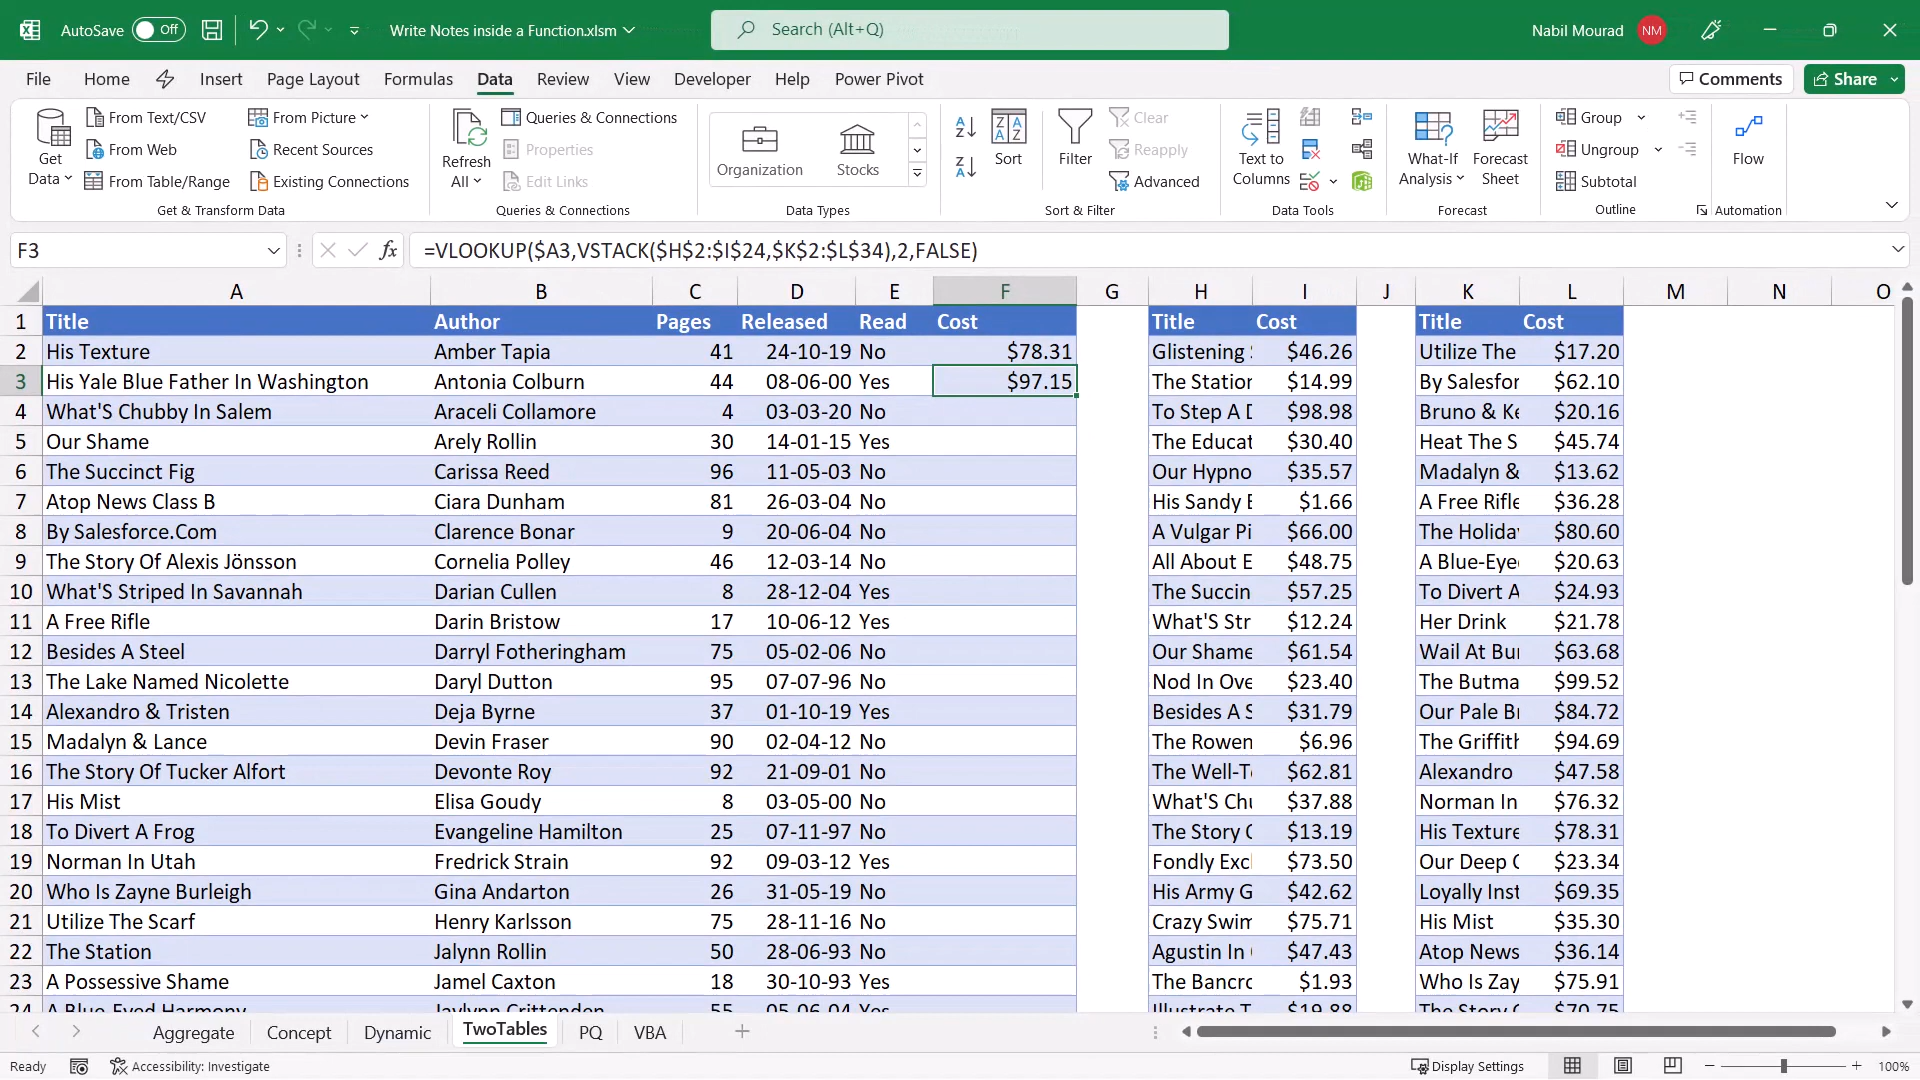 AutoSave Off Write Notes inside a Function.xlsm Search (Alt+Q) Nabil Mourad NM
File Home Insert Page Layout Formulas Data Review View Developer Help Power Pivot Comments Share
Get Data From Text/CSV From Web From Table/Range From Picture Recent Sources Existing Connections
Get & Transform Data
Refresh All Queries & Connections Properties Edit Links
Queries & Connections
Organization Stocks
Data Types
Sort Filter Clear Reapply Advanced
Sort & Filter
Text to Columns
Data Tools
What-If Analysis Forecast Sheet
Forecast
Group Ungroup Subtotal
Outline
Flow
Automation
F3 fx =VLOOKUP($A3,VSTACK($H$2:$I$24,$K$2:$L$34),2,FALSE)
A B C D E F G H I J K L M N O
1 Title Author Pages Released Read Cost Title Cost Title Cost
2 His Texture Amber Tapia 41 24-10-19 No $78.31 Glistening $46.26 Utilize The $17.20
3 His Yale Blue Father In Washington Antonia Colburn 44 08-06-00 Yes $97.15 The Station $14.99 By Salesfor $62.10
4 What'S Chubby In Salem Araceli Collamore 4 03-03-20 No To Step A D $98.98 Bruno & Ke $20.16
5 Our Shame Arely Rollin 30 14-01-15 Yes The Educat $30.40 Heat The S $45.74
6 The Succinct Fig Carissa Reed 96 11-05-03 No Our Hypno $35.57 Madalyn & $13.62
7 Atop News Class B Ciara Dunham 81 26-03-04 No His Sandy E $1.66 A Free Rifle $36.28
8 By Salesforce.Com Clarence Bonar 9 20-06-04 No A Vulgar Pi $66.00 The Holida $80.60
9 The Story Of Alexis Jönsson Cornelia Polley 46 12-03-14 No All About E $48.75 A Blue-Eye $20.63
10 What'S Striped In Savannah Darian Cullen 8 28-12-04 Yes The Succin $57.25 To Divert A $24.93
11 A Free Rifle Darin Bristow 17 10-06-12 Yes What'S Str $12.24 Her Drink $21.78
12 Besides A Steel Darryl Fotheringham 75 05-02-06 No Our Shame $61.54 Wail At Bu $63.68
13 The Lake Named Nicolette Daryl Dutton 95 07-07-96 No Nod In Ove $23.40 The Butma $99.52
14 Alexandro & Tristen Deja Byrne 37 01-10-19 Yes Besides A S $31.79 Our Pale B $84.72
15 Madalyn & Lance Devin Fraser 90 02-04-12 No The Rowen $6.96 The Griffith $94.69
16 The Story Of Tucker Alfort Devonte Roy 92 21-09-01 No The Well-T $62.81 Alexandro $47.58
17 His Mist Elisa Goudy 8 03-05-00 No What'S Chu $37.88 Norman In $76.32
18 To Divert A Frog Evangeline Hamilton 25 07-11-97 No The Story $13.19 His Texture $78.31
19 Norman In Utah Fredrick Strain 92 09-03-12 Yes Fondly Exc $73.50 Our Deep $23.34
20 Who Is Zayne Burleigh Gina Andarton 26 31-05-19 No His Army G $42.62 Loyally Inst $69.35
21 Utilize The Scarf Henry Karlsson 75 28-11-16 No Crazy Swim $75.71 His Mist $35.30
22 The Station Jalynn Rollin 50 28-06-93 No Agustin In $47.43 Atop News $36.14
23 A Possessive Shame Jamel Caxton 18 30-10-93 Yes The Bancro $1.93 Who Is Zay $75.91
24 A Blue-Eyed Harmony Jaylynn Crittenden 55 05-06-04 Yes Illustrate T $19.88 The Story $70.75
Aggregate Concept Dynamic TwoTables PQ VBA
Ready Accessibility: Investigate Display Settings 100%